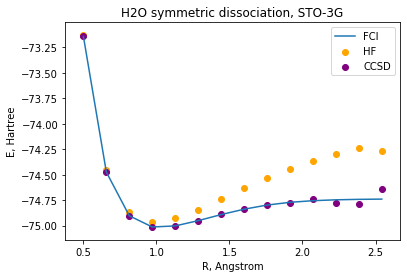 H2O symmetric dissociation, STO-3G
FCI
HF
CCSD
E, Hartree
−73.25
−73.50
−73.75
−74.00
−74.25
−74.50
−74.75
−75.00
0.5
1.0
1.5
2.0
2.5
R, Angstrom